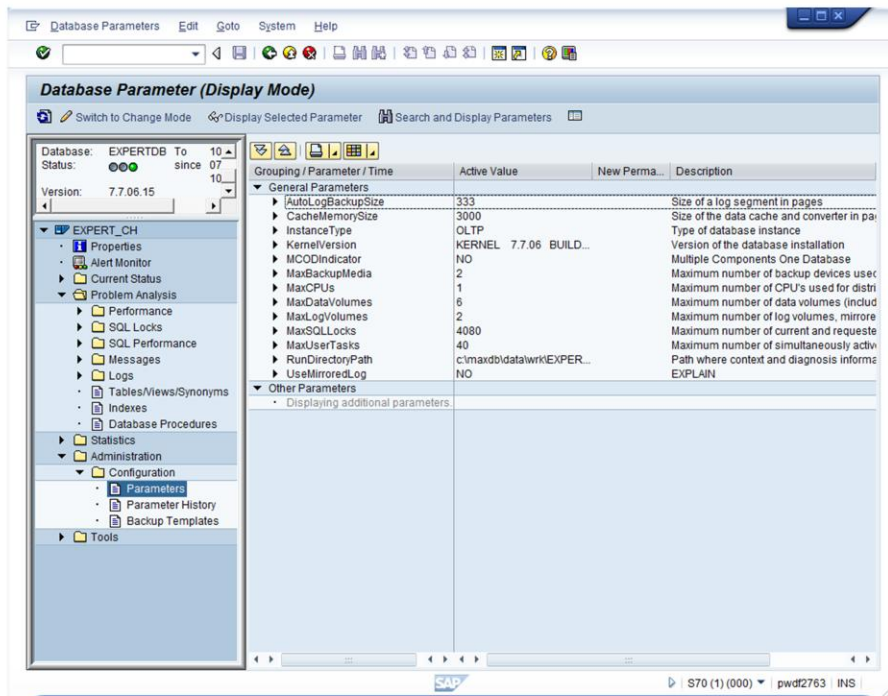 Database Parameters Edit Goto System Help
Database Parameter (Display Mode)
Switch to Change Mode Display Selected Parameter Search and Display Parameters
Database: EXPERTDB To 10
Status: since 07
10
Version: 7.7.06.15
EXPERT_CH
Properties
Alert Monitor
Current Status
Problem Analysis
Performance
SQL Locks
SQL Performance
Messages
Logs
Tables/Views/Synonyms
Indexes
Database Procedures
Statistics
Administration
Configuration
Parameters
Parameter History
Backup Templates
Tools
Grouping / Parameter / Time Active Value New Perma... Description
General Parameters
AutoLogBackupSize 333 Size of a log segment in pages
CacheMemorySize 3000 Size of the data cache and converter in pa
InstanceType OLTP Type of database instance
KernelVersion KERNEL 7.7.06 BUILD... Version of the database installation
MCODIndicator NO Multiple Components One Database
MaxBackupMedia 2 Maximum number of backup devices used
MaxCPUs 1 Maximum number of CPU's used for distri
MaxDataVolumes 6 Maximum number of data volumes (includ
MaxLogVolumes 2 Maximum number of log volumes, mirrore
MaxSQLLocks 4080 Maximum number of current and requeste
MaxUserTasks 40 Maximum number of simultaneously activ
RunDirectoryPath c:\maxdb\data\wrk\EXPER... Path where context and diagnosis informa
UseMirroredLog NO EXPLAIN
Other Parameters
Displaying additional parameters.
SAP S70 (1) (000) pwdf2763 INS